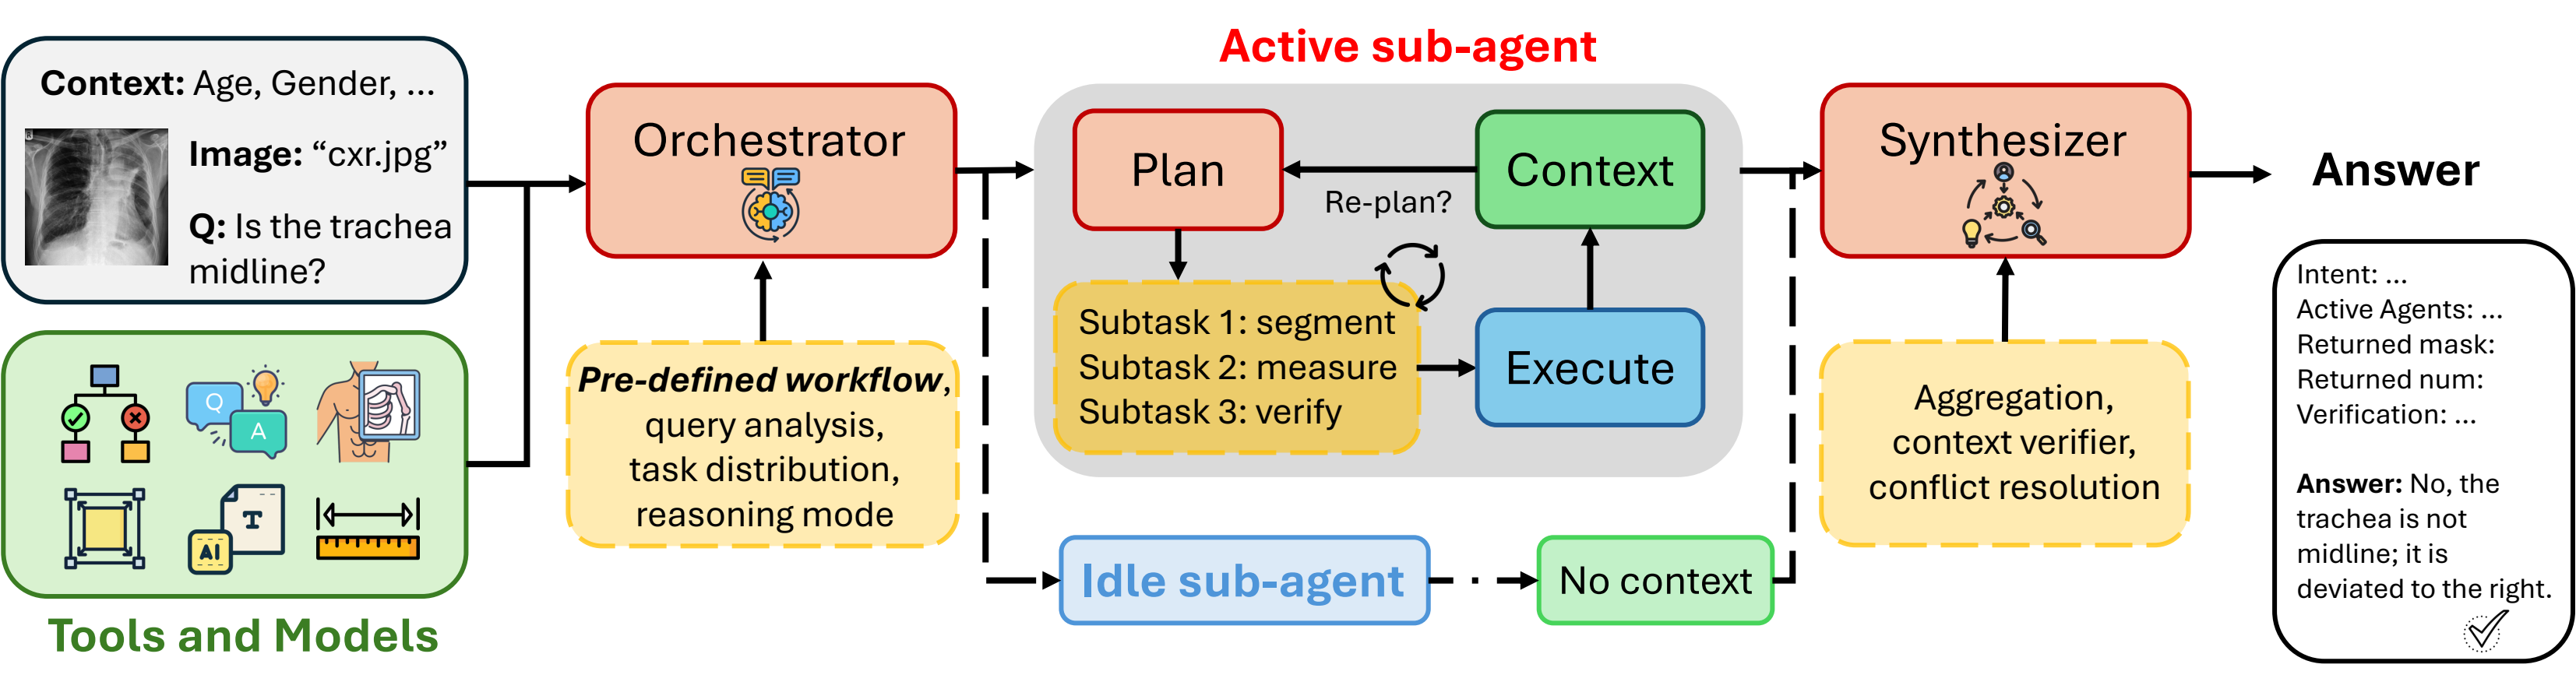 Context: Age, Gender, ...
Image: “cxr.jpg”
Q: Is the trachea
midline?
Tools and Models
Q
A
T
AI
Orchestrator
Pre-defined workflow,
query analysis,
task distribution,
reasoning mode
Active sub-agent
Plan
Context
Re-plan?
Subtask 1: segment
Subtask 2: measure
Subtask 3: verify
Execute
Idle sub-agent
No context
Synthesizer
Aggregation,
context verifier,
conflict resolution
Answer
Intent: ...
Active Agents: ...
Returned mask:
Returned num:
Verification: ...
Answer: No, the
trachea is not
midline; it is
deviated to the right.